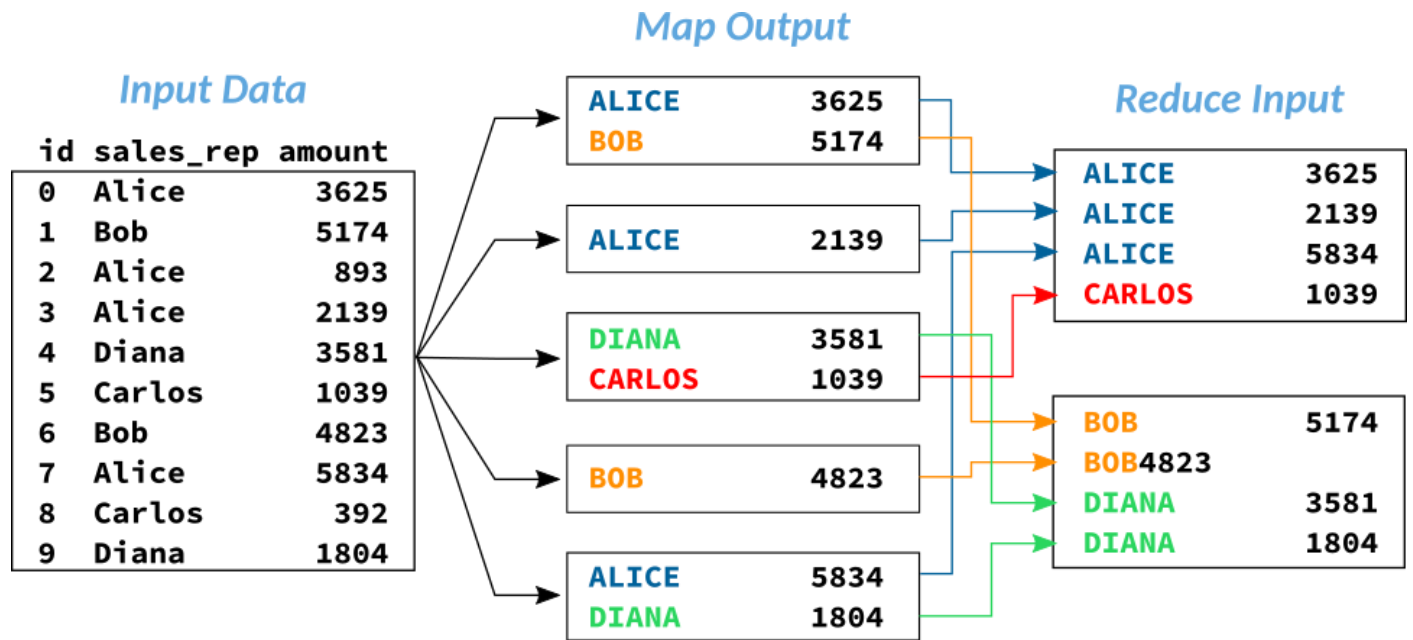 Input Data
id sales_rep amount
0 Alice 3625
1 Bob 5174
2 Alice 893
3 Alice 2139
4 Diana 3581
5 Carlos 1039
6 Bob 4823
7 Alice 5834
8 Carlos 392
9 Diana 1804
Map Output
ALICE 3625
BOB 5174
ALICE 2139
DIANA 3581
CARLOS 1039
BOB 4823
ALICE 5834
DIANA 1804
Reduce Input
ALICE 3625
ALICE 2139
ALICE 5834
CARLOS 1039
BOB 5174
BOB4823
DIANA 3581
DIANA 1804